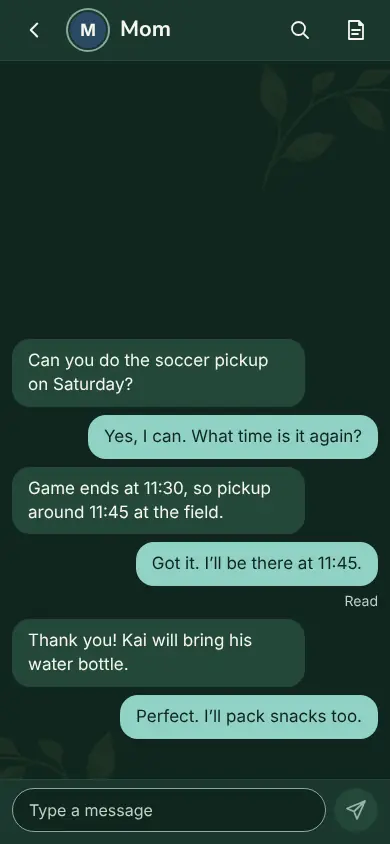 M
Mom
Can you do the soccer pickup
on Saturday?
Yes, I can. What time is it again?
Game ends at 11:30, so pickup
around 11:45 at the field.
Got it. I’ll be there at 11:45.
Read
Thank you! Kai will bring his
water bottle.
Perfect. I’ll pack snacks too.
Type a message